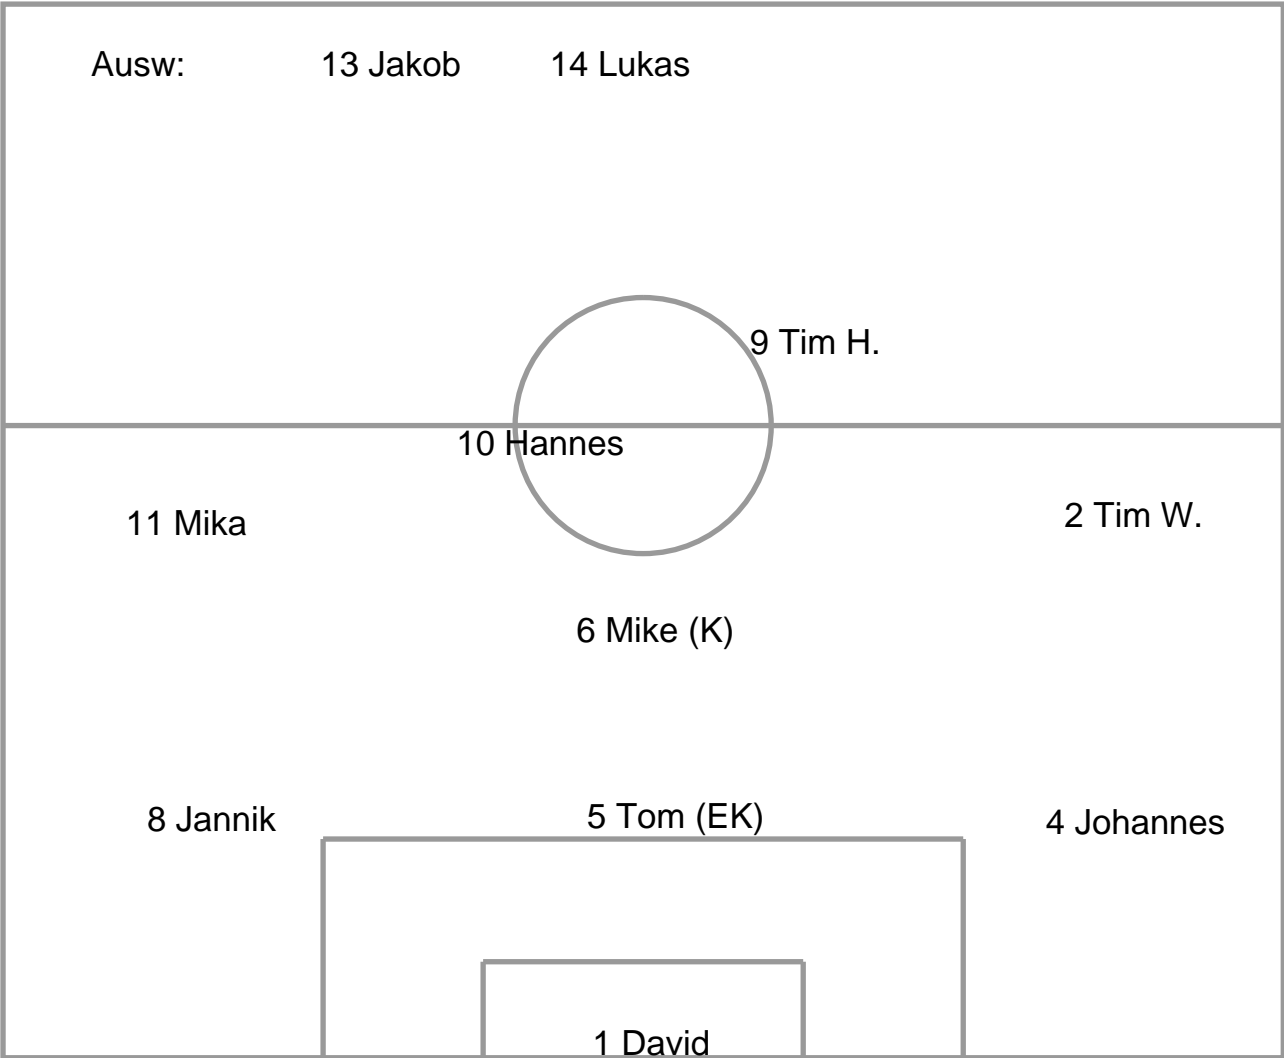 Ausw: 13 Jakob 14 Lukas
9 Tim H.
10 Hannes
11 Mika 2 Tim W.
6 Mike (K)
8 Jannik 5 Tom (EK) 4 Johannes
1 David